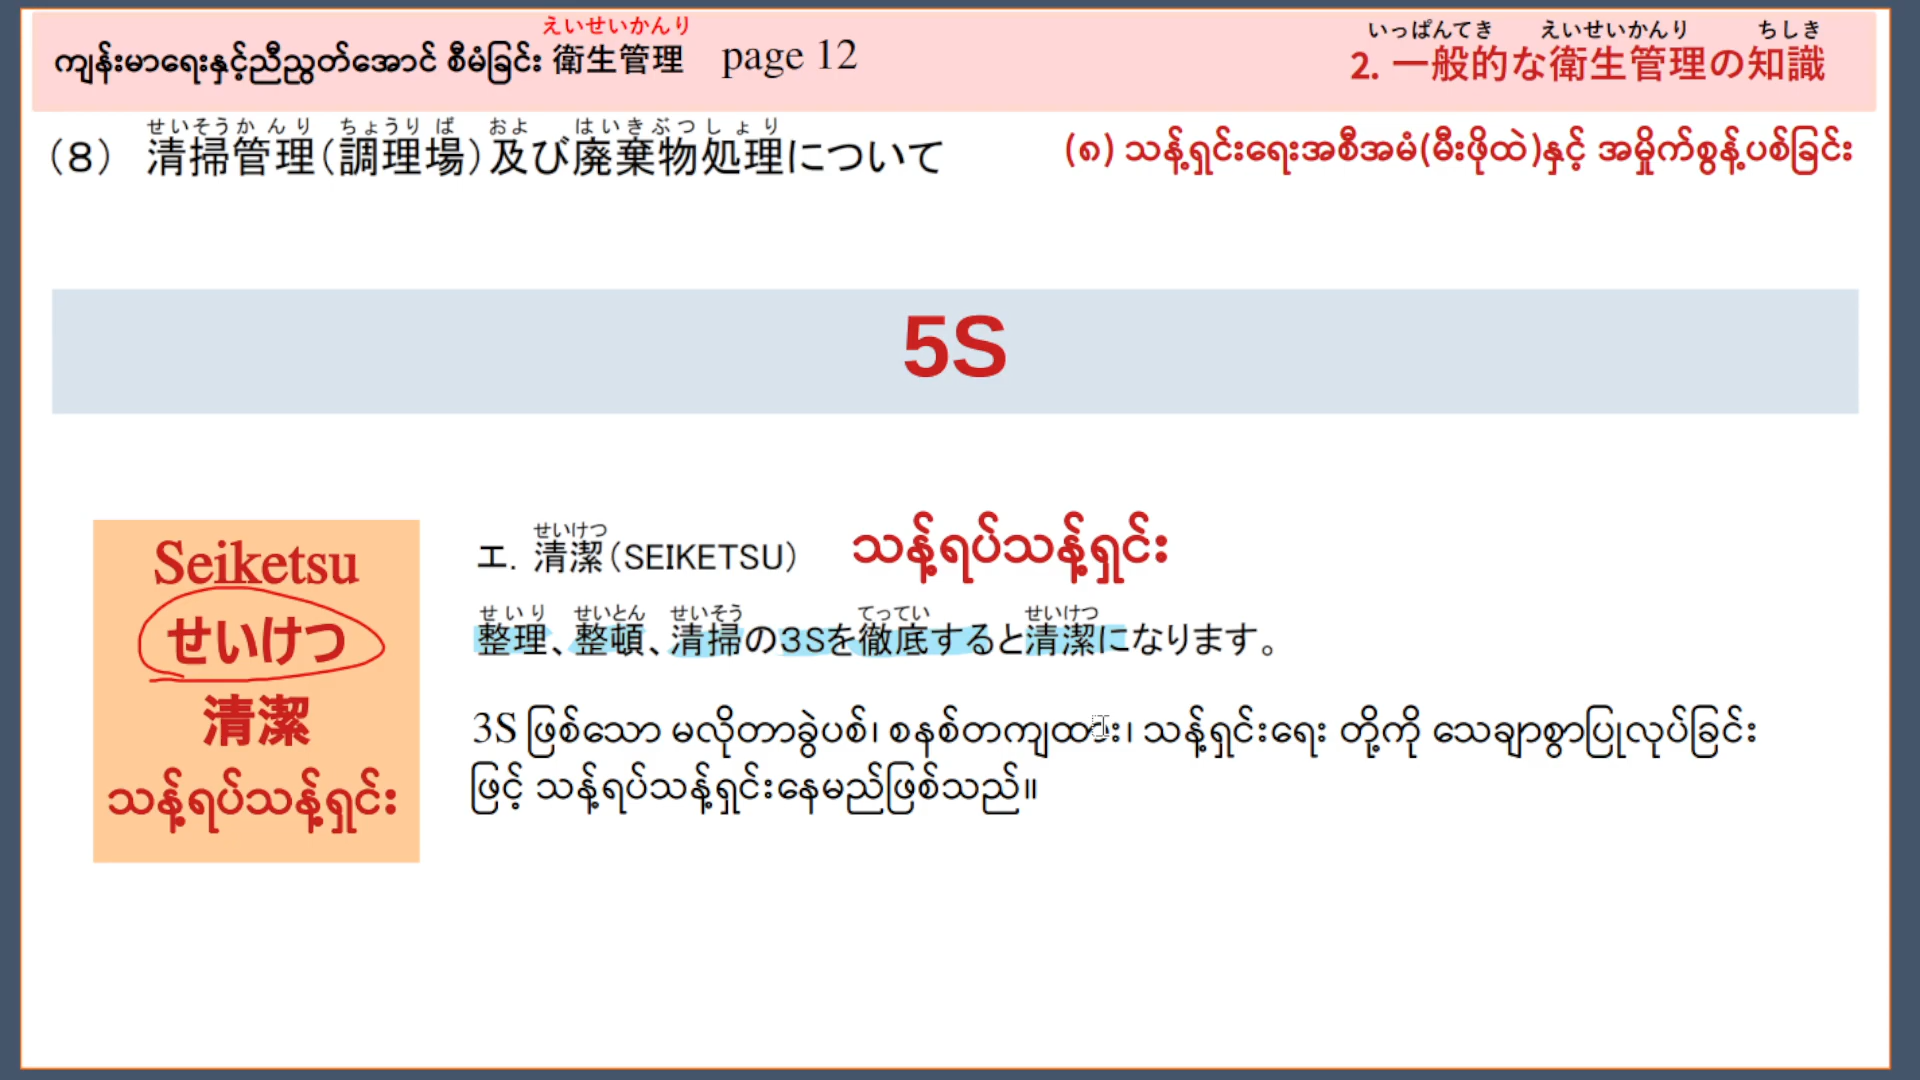 えいせいかんり
ကျန်းမာရေးနှင့်ညီညွတ်အောင် စီမံခြင်း 衛生管理 page 12
いっぱんてき えいせいかんり ちしき
2. 一般的な衛生管理の知識
せいそうかんり ちょうりば およ はいきぶつしょり
(8) 清掃管理(調理場)及び廃棄物処理について
(၈) သန့်ရှင်းရေးအစီအမံ(မီးဖိုထဲ)နှင့် အမှိုက်စွန့်ပစ်ခြင်း
5S
Seiketsu
せいけつ
清潔
သန့်ရပ်သန့်ရှင်း
せいけつ
エ. 清潔(SEIKETSU) သန့်ရပ်သန့်ရှင်း
せいり せいとん せいそう てってい せいけつ
整理、整頓、清掃の3Sを徹底すると清潔になります。
3S ဖြစ်သော မလိုတာခွဲပစ်၊ စနစ်တကျထား၊ သန့်ရှင်းရေး တို့ကို သေချာစွာပြုလုပ်ခြင်း
ဖြင့် သန့်ရပ်သန့်ရှင်းနေမည်ဖြစ်သည်။